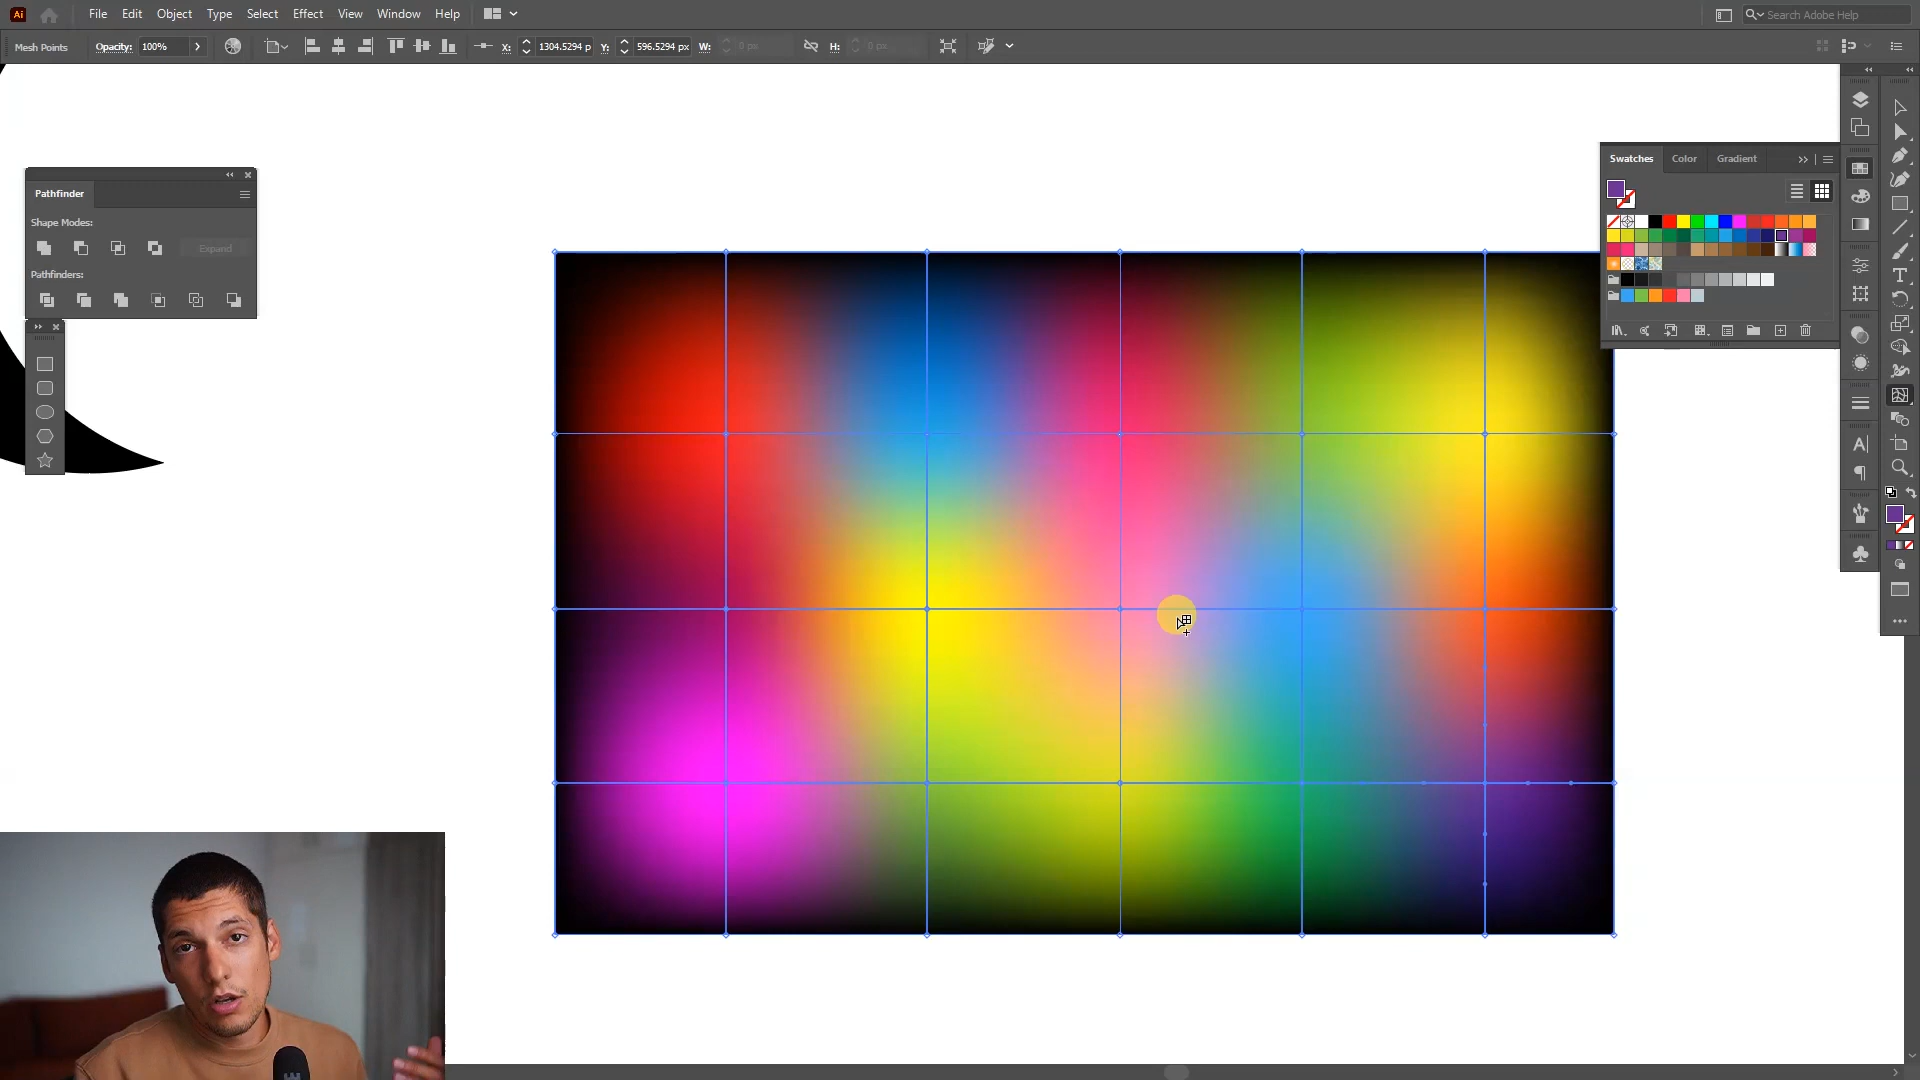 Ai File Edit Object Type Select Effect View Window Help Search Adobe Help
Mesh Points Opacity: 100% X: 1304.5294 p Y: 596.5294 px W: 0 px H: 0 px
Pathfinder
Shape Modes:
Expand
Pathfinders:
Swatches Color Gradient